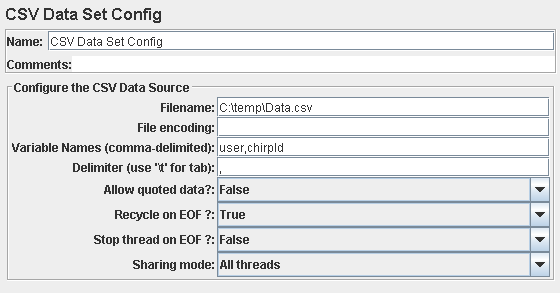 CSV Data Set Config
Name: CSV Data Set Config
Comments:
Configure the CSV Data Source
Filename: C:\temp\Data.csv
File encoding:
Variable Names (comma-delimited): user,chirpId
Delimiter (use '\t' for tab): ,
Allow quoted data?: False
Recycle on EOF ?: True
Stop thread on EOF ?: False
Sharing mode: All threads